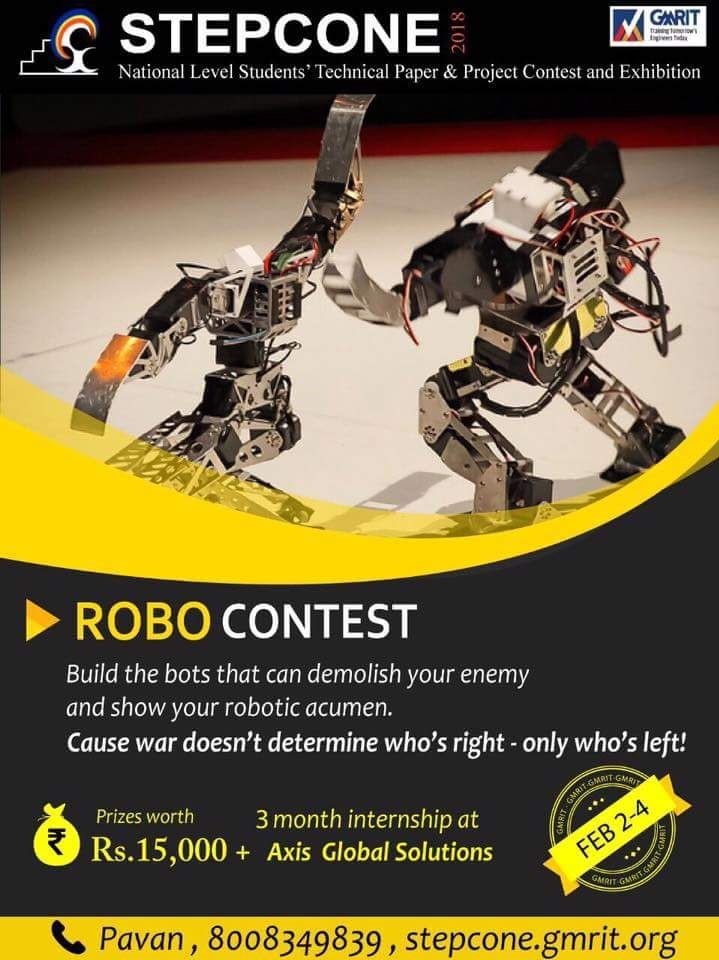 STEPCONE 2018
GMRIT
Training Tomorrow's
Engineers Today
National Level Students' Technical Paper & Project Contest and Exhibition
ROBO CONTEST
Build the bots that can demolish your enemy
and show your robotic acumen.
Cause war doesn't determine who's right - only who's left!
Prizes worth
Rs.15,000 +
3 month internship at
Axis Global Solutions
GMRIT-GMRIT-GMRIT
FEB 2-4
GMRIT-GMRIT-GMRIT-GMRIT
Pavan , 8008349839 , stepcone.gmrit.org